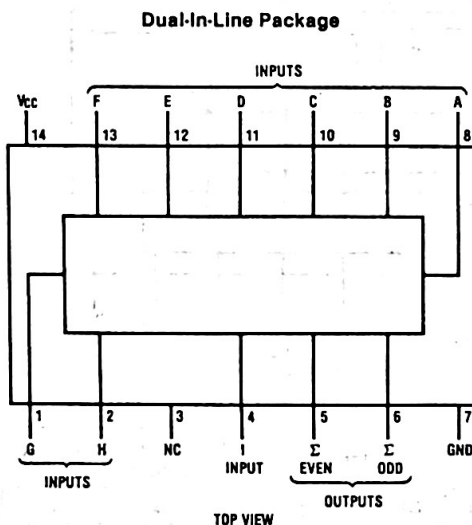 Dual-In-Line Package
INPUTS
VCC F E D C B A
14 13 12 11 10 9 8
1 2 3 4 5 6 7
G H NC I Σ Σ GND
INPUTS INPUT EVEN ODD
OUTPUTS
TOP VIEW